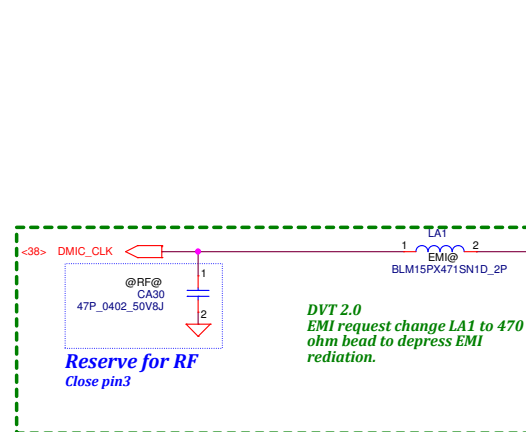 LA1
<38> DMIC_CLK
1 2
EMI@
BLM15PX471SN1D_2P
1
@RF@
CA30
47P_0402_50V8J
2
DVT 2.0
EMI request change LA1 to 470
ohm bead to depress EMI
rediation.
Reserve for RF
Close pin3